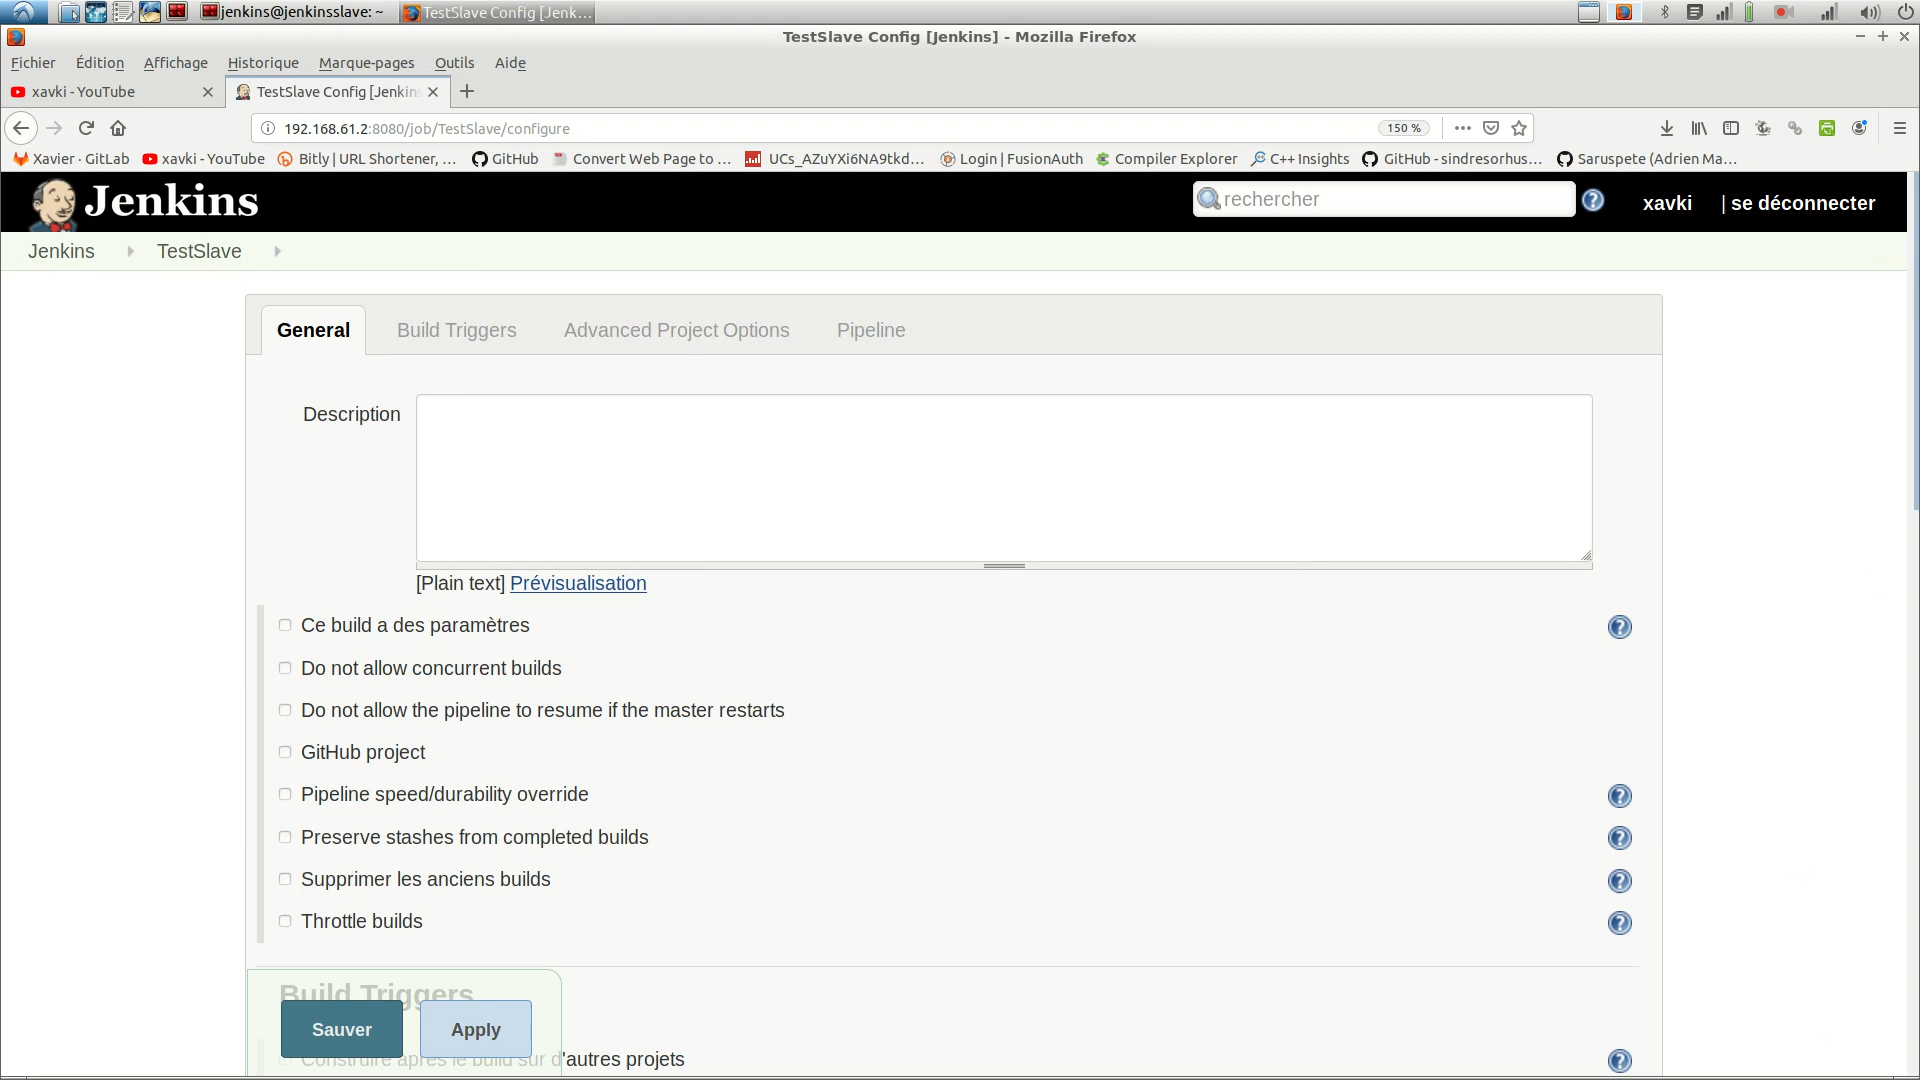 jenkins@jenkinsslave: ~
TestSlave Config [Jenk...
TestSlave Config [Jenkins] - Mozilla Firefox
Fichier Édition Affichage Historique Marque-pages Outils Aide
xavki - YouTube
TestSlave Config [Jenkins
192.168.61.2:8080/job/TestSlave/configure
150 %
Xavier · GitLab
xavki - YouTube
Bitly | URL Shortener, ...
GitHub
Convert Web Page to ...
UCs_AZuYXi6NA9tkd...
Login | FusionAuth
Compiler Explorer
C++ Insights
GitHub - sindresorhus...
Saruspete (Adrien Ma...
Jenkins
rechercher
xavki
| se déconnecter
Jenkins
TestSlave
General
Build Triggers
Advanced Project Options
Pipeline
Description
[Plain text] Prévisualisation
Ce build a des paramètres
Do not allow concurrent builds
Do not allow the pipeline to resume if the master restarts
GitHub project
Pipeline speed/durability override
Preserve stashes from completed builds
Supprimer les anciens builds
Throttle builds
Build Triggers
Sauver
Apply
Construire après le build sur d'autres projets